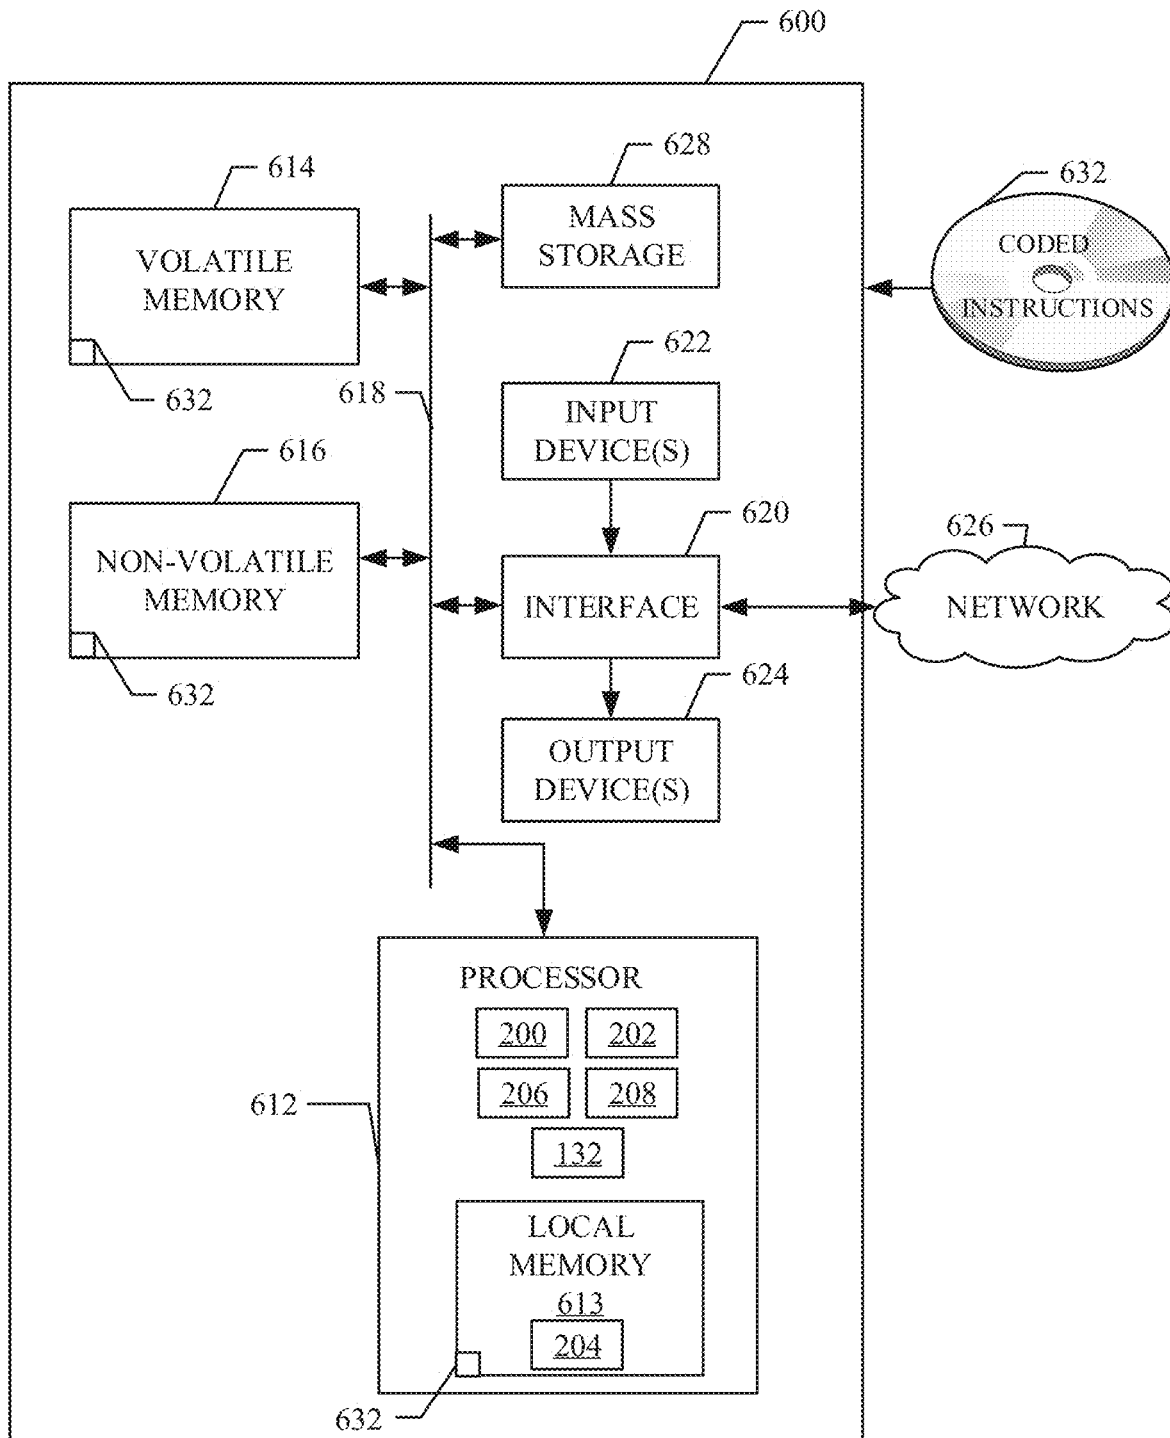 600
614
628
632
VOLATILE
MEMORY
MASS
STORAGE
CODED
INSTRUCTIONS
632
618
622
INPUT
DEVICE(S)
616
620
626
NON-VOLATILE
MEMORY
INTERFACE
NETWORK
632
624
OUTPUT
DEVICE(S)
PROCESSOR
200
202
206
208
612
132
LOCAL
MEMORY
613
204
632